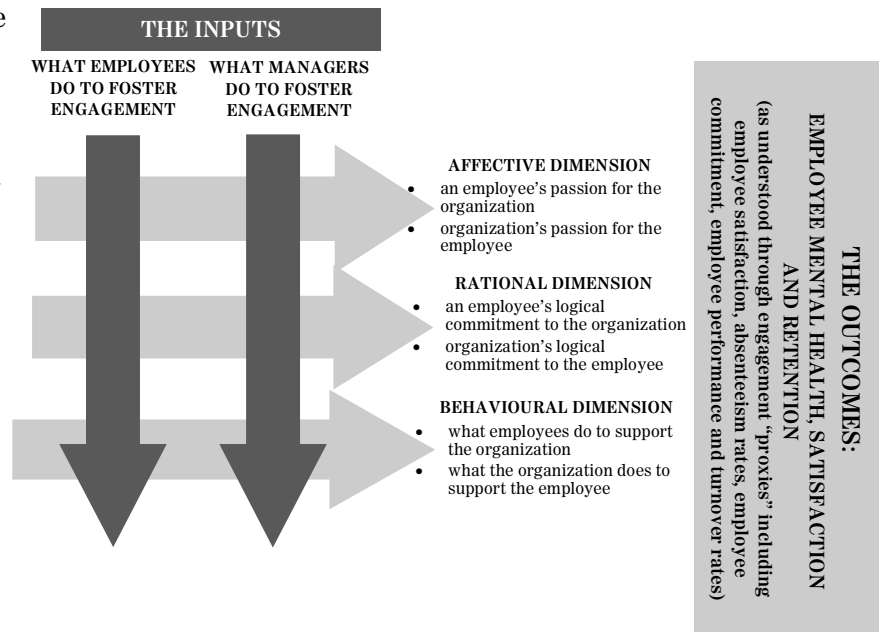 e
THE INPUTS
WHAT EMPLOYEES
DO TO FOSTER
ENGAGEMENT
WHAT MANAGERS
DO TO FOSTER
ENGAGEMENT
AFFECTIVE DIMENSION
• an employee’s passion for the
organization
• organization’s passion for the
employee
RATIONAL DIMENSION
• an employee’s logical
commitment to the organization
• organization’s logical
commitment to the employee
BEHAVIOURAL DIMENSION
• what employees do to support
the organization
• what the organization does to
support the employee
THE OUTCOMES:
EMPLOYEE MENTAL HEALTH, SATISFACTION
AND RETENTION
(as understood through engagement “proxies” including
employee satisfaction, absenteeism rates, employee
commitment, employee performance and turnover rates)